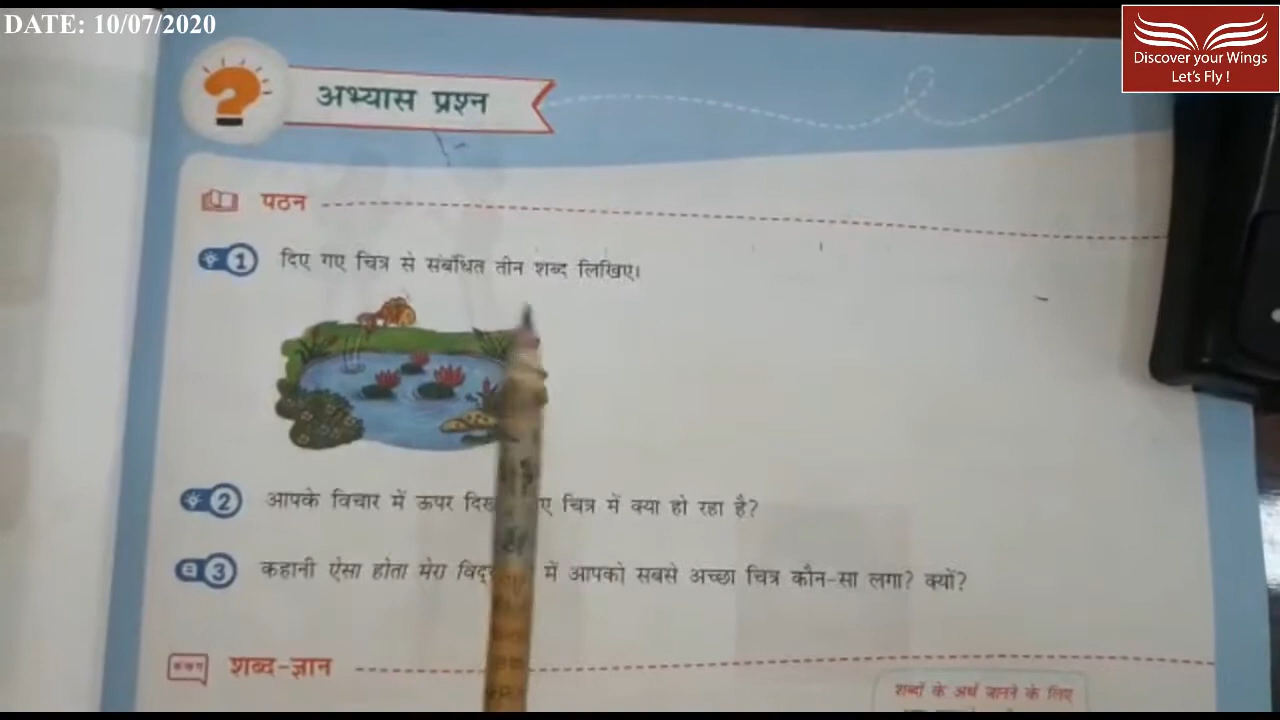 DATE: 10/07/2020
Discover your Wings
Let's Fly !
अभ्यास प्रश्न
पठन
1 दिए गए चित्र से संबंधित तीन शब्द लिखिए।
2 आपके विचार में ऊपर चित्र में क्या हो रहा है?
3 कहानी ऐसा होता मेरा में आपको सबसे अच्छा चित्र कौन-सा लगा? क्यों?
शब्द-ज्ञान
शब्दों के अर्थ जानने के लिए